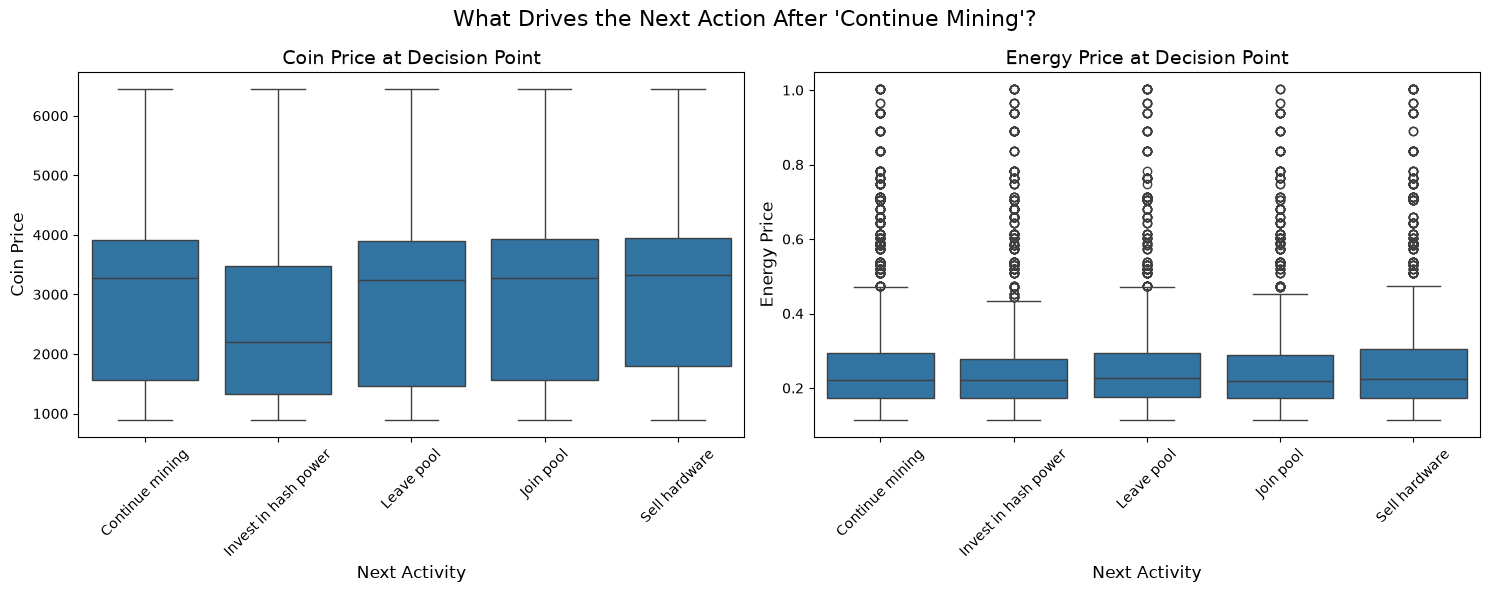 What Drives the Next Action After 'Continue Mining'?
Coin Price at Decision Point
Coin Price
6000
5000
4000
3000
2000
1000
Continue mining
Invest in hash power
Leave pool
Join pool
Sell hardware
Next Activity
Energy Price at Decision Point
Energy Price
1.0
0.8
0.6
0.4
0.2
Continue mining
Invest in hash power
Leave pool
Join pool
Sell hardware
Next Activity